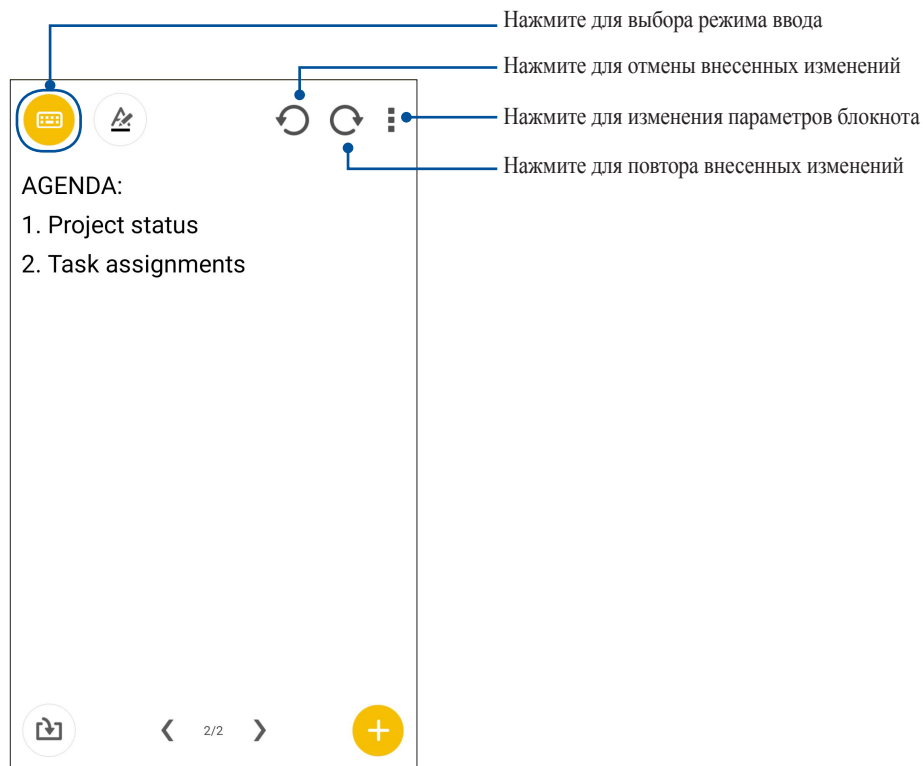 Нажмите для выбора режима ввода
Нажмите для отмены внесенных изменений
Нажмите для изменения параметров блокнота
Нажмите для повтора внесенных изменений
AGENDA:
1. Project status
2. Task assignments
2/2